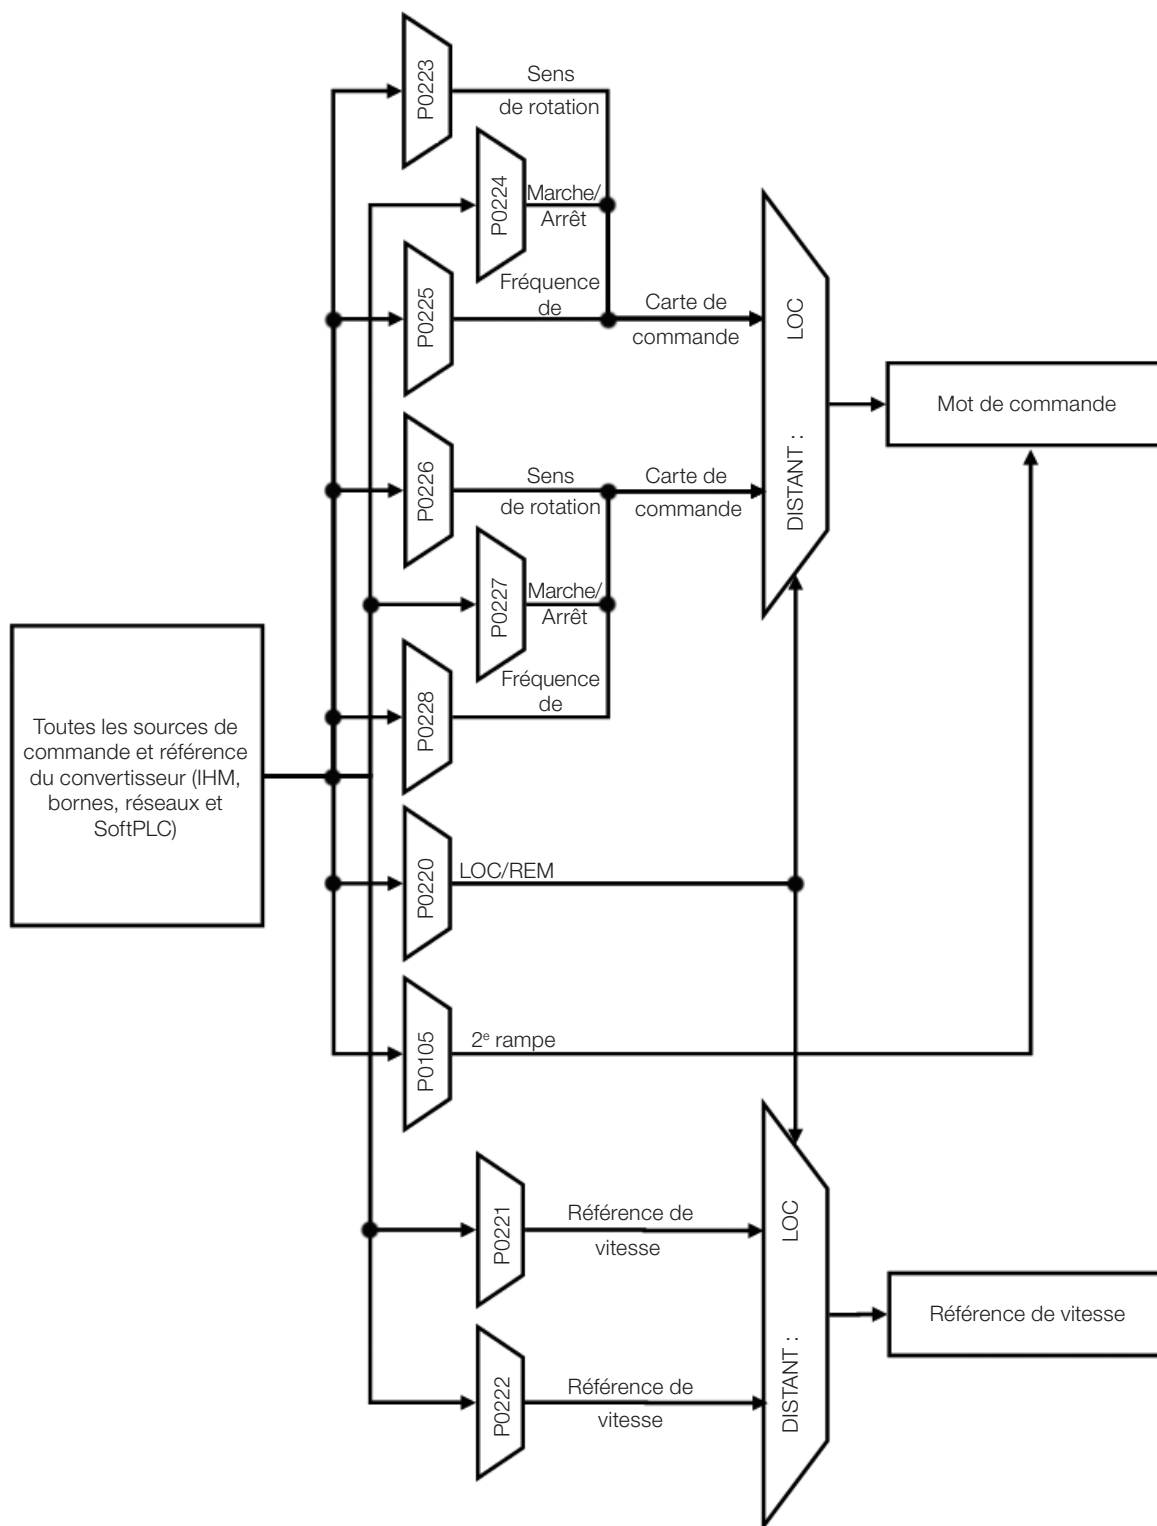 P0223
Sens
de rotation
P0224
Marche/
Arrêt
P0225
Fréquence
de
Carte de
commande
LOC
DISTANT :
Mot de commande
P0226
Sens
de rotation
Carte de
commande
P0227
Marche/
Arrêt
P0228
Fréquence
de
Toutes les sources de
commande et référence
du convertisseur (IHM,
bornes, réseaux et
SoftPLC)
P0220
LOC/REM
P0105
2e rampe
P0221
Référence de
vitesse
LOC
DISTANT :
Référence de vitesse
P0222
Référence de
vitesse